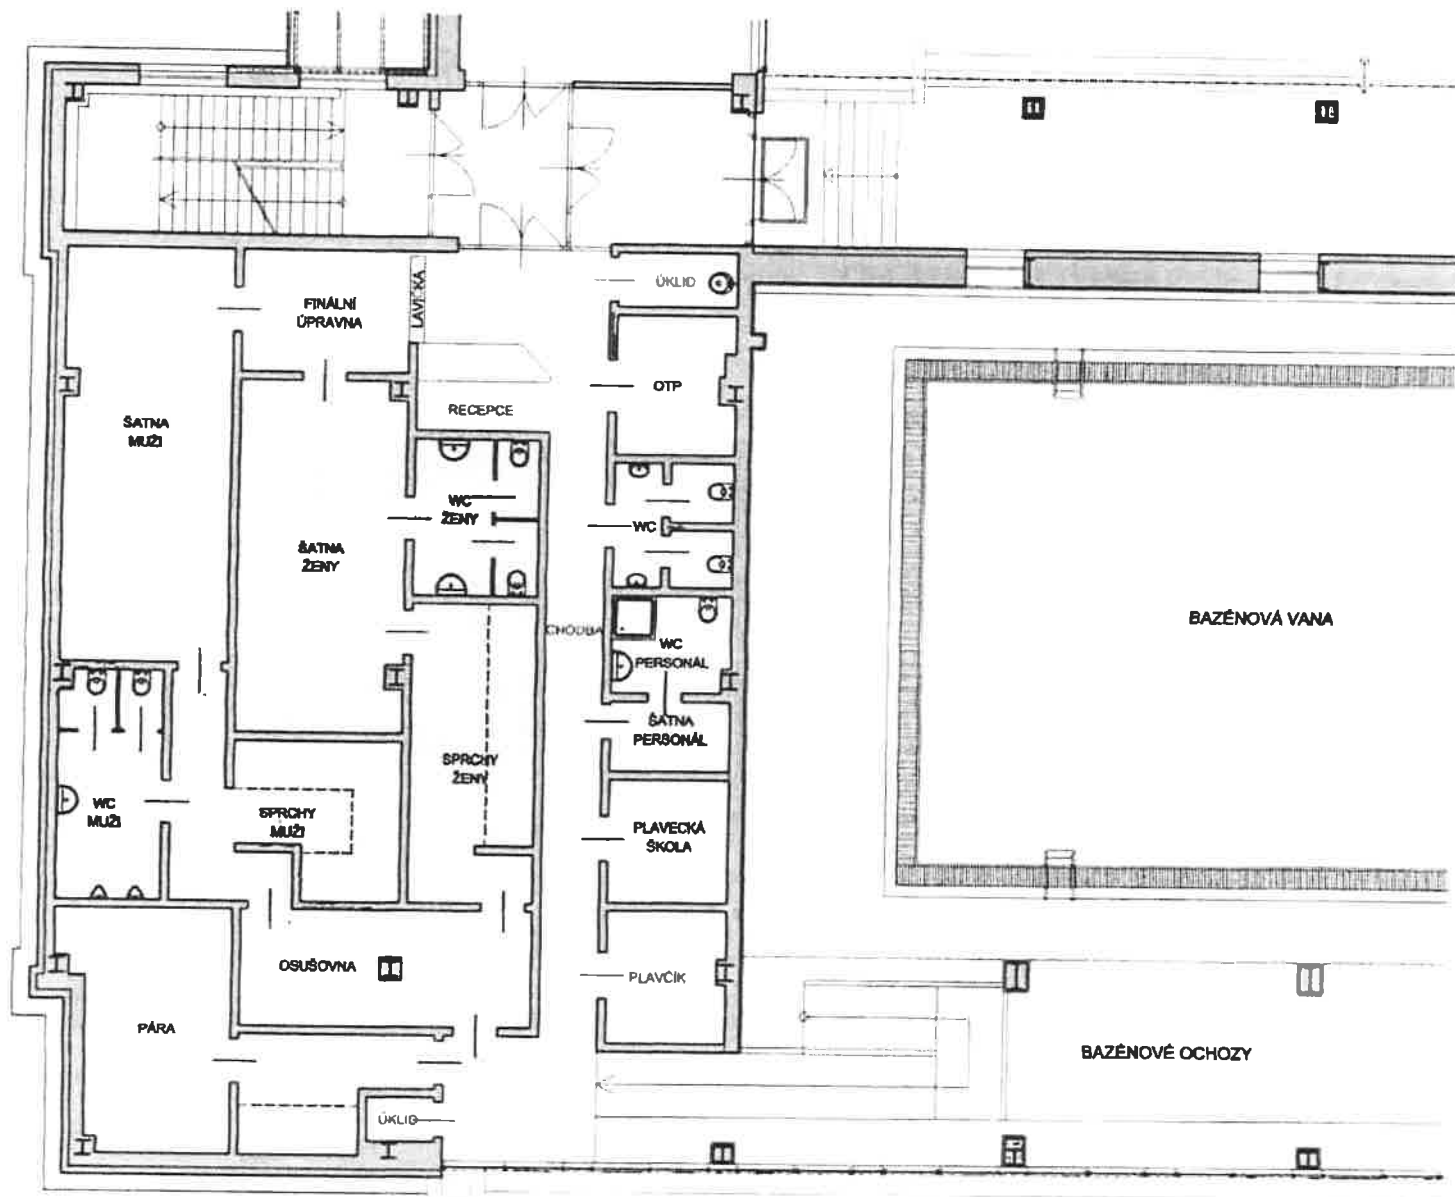 ÚKLID
LAVIČKA
FINÁLNÍ
ÚPRAVNA
OTP
RECEPCE
ŠATNA
MUŽI
WC
ŽENY
WC
ŠATNA
ŽENY
BAZÉNOVÁ VANA
CHODBA
WC
PERSONÁL
ŠATNA
PERSONÁL
SPRCHY
ŽENY
WC
MUŽI
SPRCHY
MUŽI
PLAVECKÁ
ŠKOLA
OSUŠOVNA
PLAVČÍK
PÁRA
BAZÉNOVÉ OCHOZY
ÚKLID